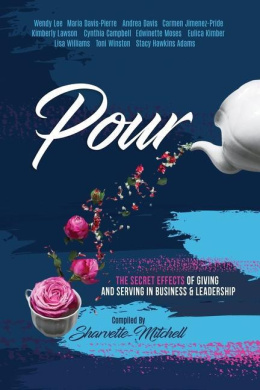 Wendy Lee Maria Davis-Pierre Andrea Davis Carmen Jimenez-Pride
Kimberly Lawson Cynthia Campbell Edwinette Moses Eulica Kimber
Lisa Williams Toni Winston Stacy Hawkins Adams
Pour
THE SECRET EFFECTS OF GIVING
AND SERVING IN BUSINESS & LEADERSHIP
Compiled By
Sharvette Mitchell